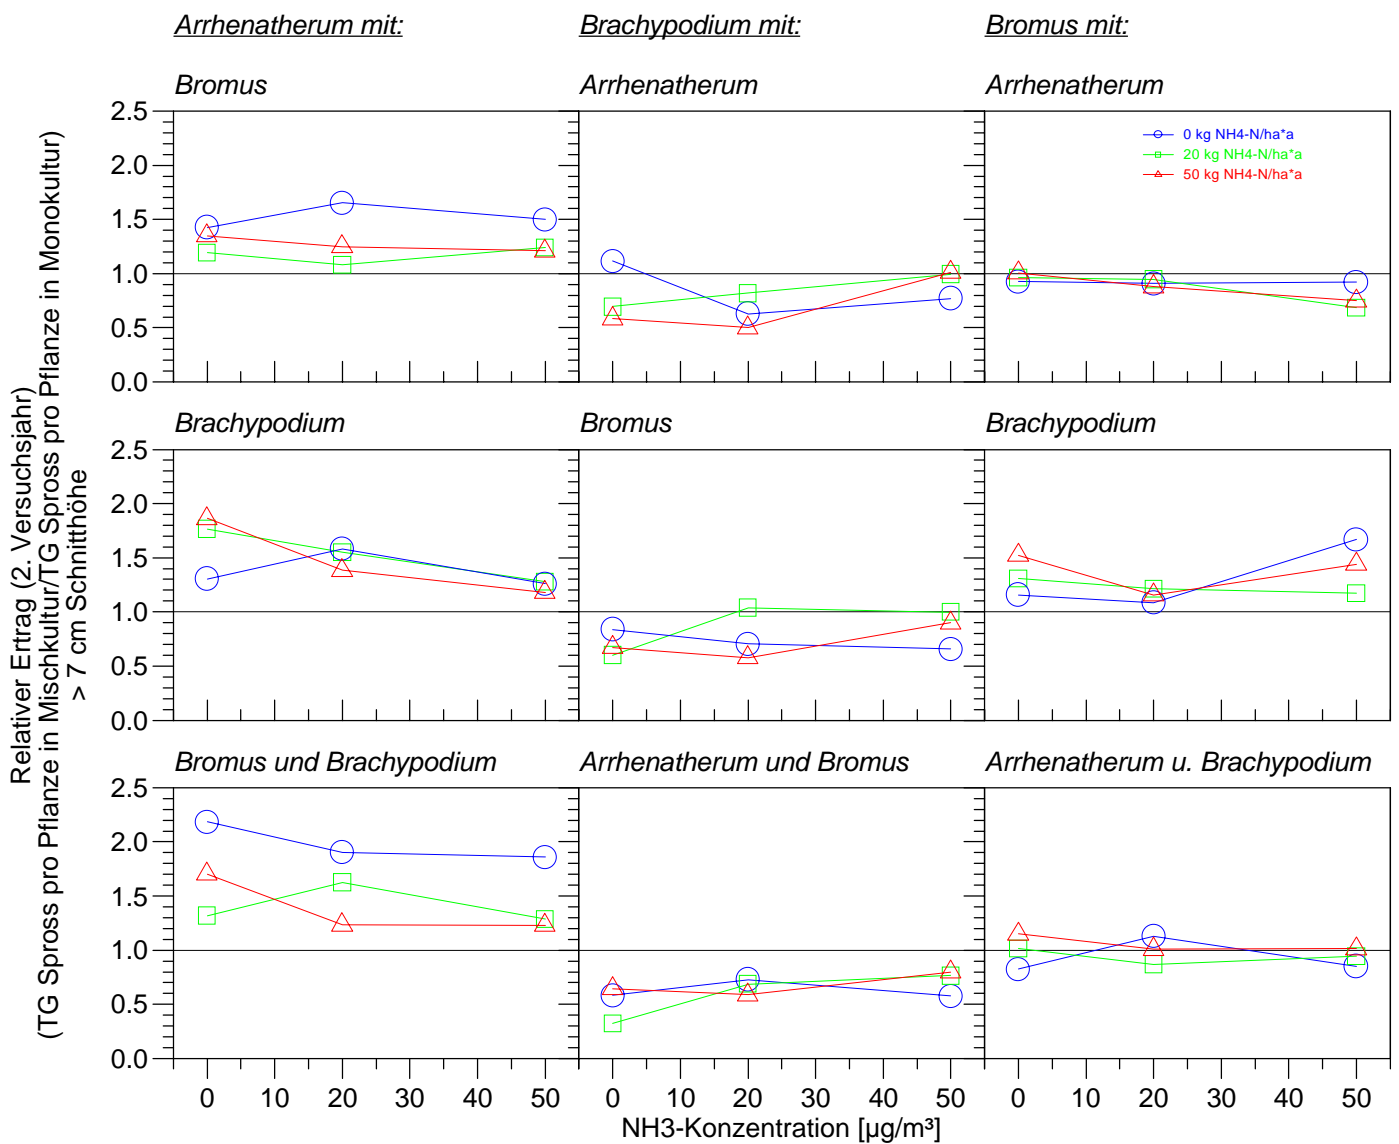 Arrhenatherum mit:
Brachypodium mit:
Bromus mit:
Bromus
Arrhenatherum
Arrhenatherum
2.5
2.0
1.5
1.0
0.5
0.0
0 kg NH4-N/ha*a
20 kg NH4-N/ha*a
50 kg NH4-N/ha*a
Brachypodium
Bromus
Brachypodium
2.5
2.0
1.5
1.0
0.5
0.0
Bromus und Brachypodium
Arrhenatherum und Bromus
Arrhenatherum u. Brachypodium
2.5
2.0
1.5
1.0
0.5
0.0
0 10 20 30 40 50
0 10 20 30 40 50
0 10 20 30 40 50
NH3-Konzentration [µg/m³]
Relativer Ertrag (2. Versuchsjahr)
(TG Spross pro Pflanze in Mischkultur/TG Spross pro Pflanze in Monokultur)
> 7 cm Schnitthöhe